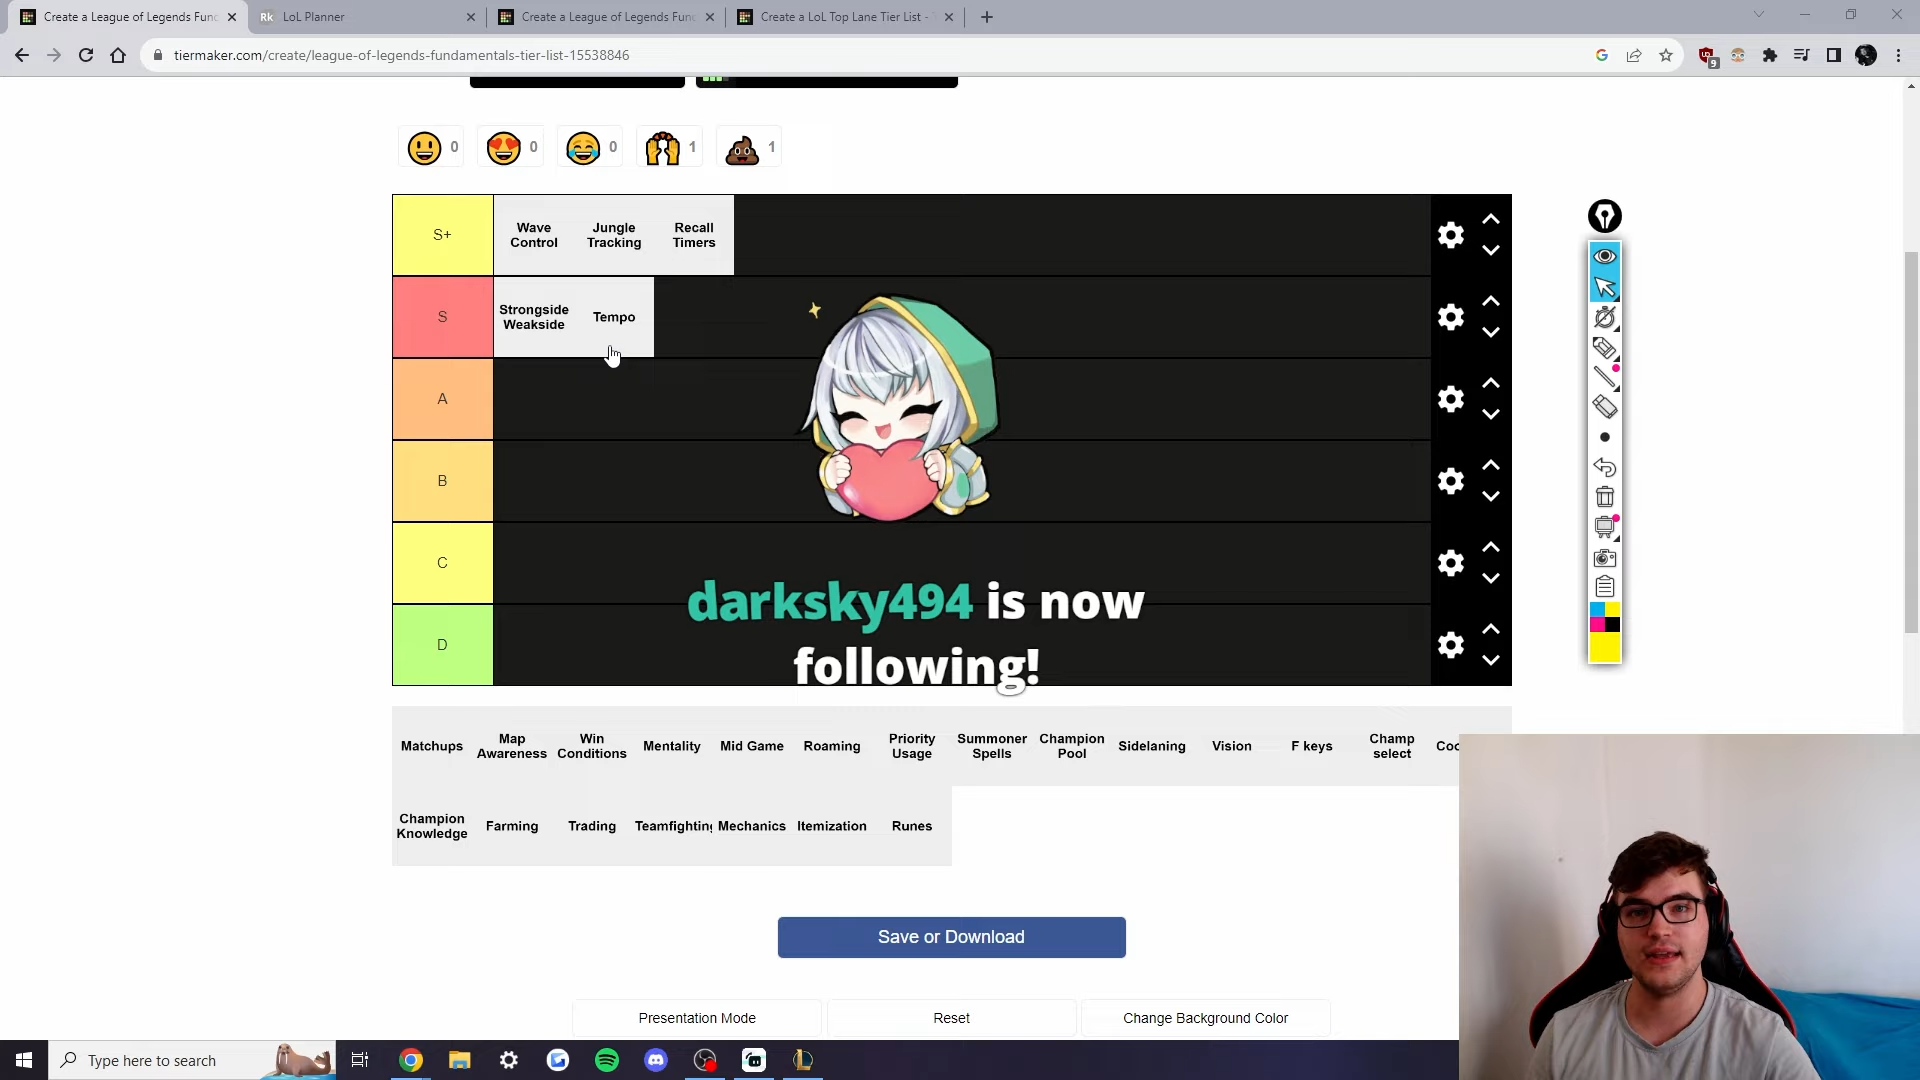 Create a League of Legends Func
LoL Planner
Create a League of Legends Func
Create a LoL Top Lane Tier List -
tiermaker.com/create/league-of-legends-fundamentals-tier-list-15538846
9
0
0
0
1
1
S+
Wave Control
Jungle Tracking
Recall Timers
S
Strongside Weakside
Tempo
A
B
C
D
darksky494 is now
following!
Matchups
Map Awareness
Win Conditions
Mentality
Mid Game
Roaming
Priority Usage
Summoner Spells
Champion Pool
Sidelaning
Vision
F keys
Champ select
Champion Knowledge
Farming
Trading
Teamfighting
Mechanics
Itemization
Runes
Save or Download
Presentation Mode
Reset
Change Background Color
Type here to search